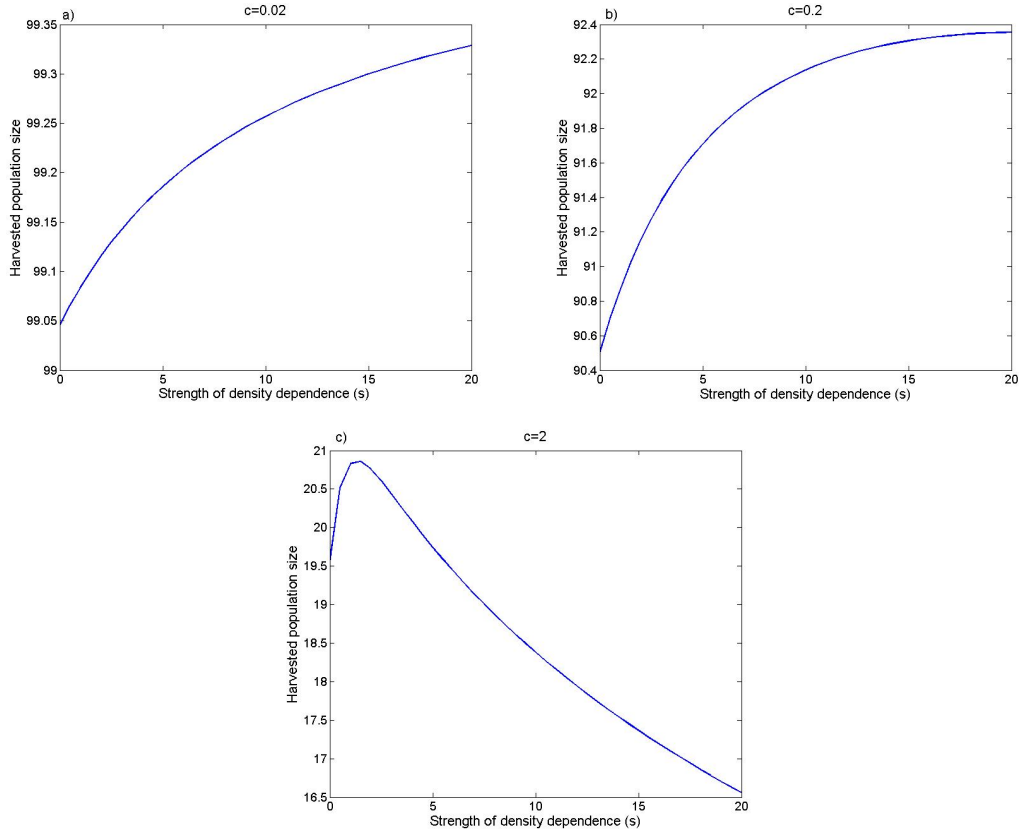 a)
c=0.02
99.35
99.3
99.25
99.2
99.15
99.1
99.05
99
Harvested population size
0 5 10 15 20
Strength of density dependence (s)
b)
c=0.2
92.4
92.2
92
91.8
91.6
91.4
91.2
91
90.8
90.6
90.4
Harvested population size
0 5 10 15 20
Strength of density dependence (s)
c)
c=2
21
20.5
20
19.5
19
18.5
18
17.5
17
16.5
Harvested population size
0 5 10 15 20
Strength of density dependence (s)